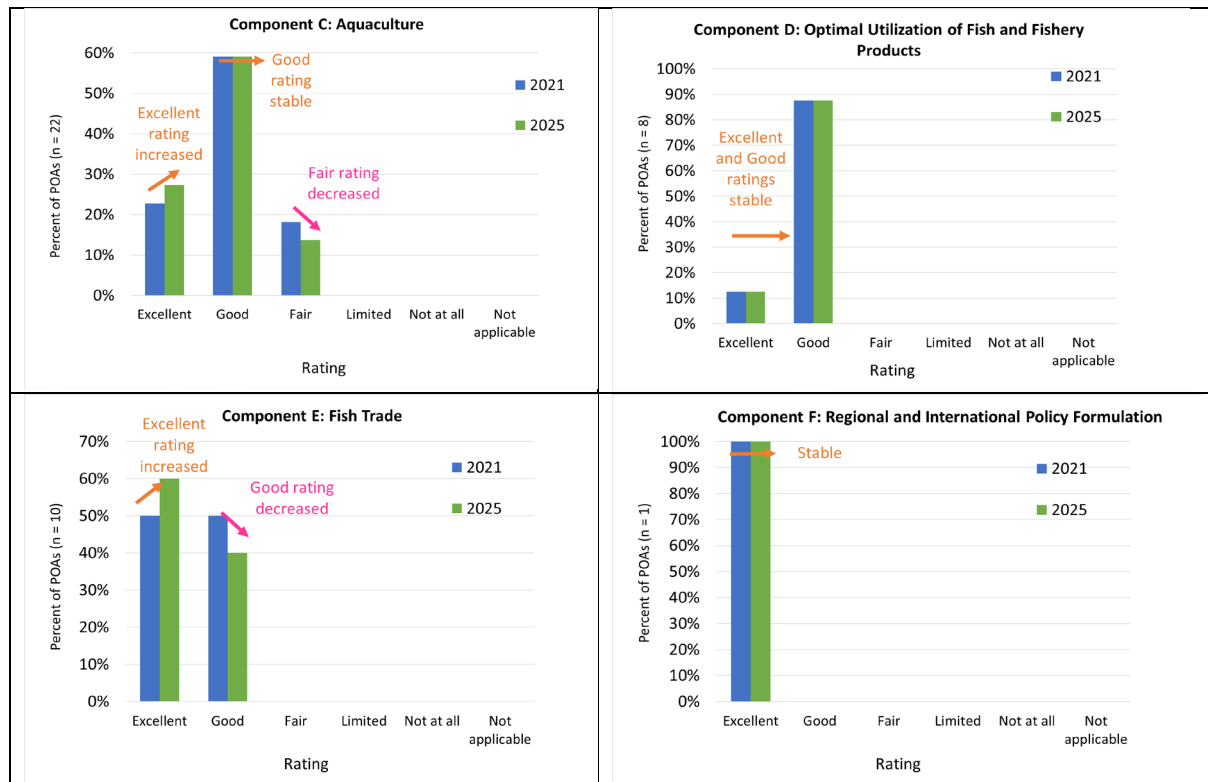 Component C: Aquaculture
60%
50%
40%
30%
20%
10%
0%
Percent of POAs (n = 22)
Excellent
rating
increased
Good
rating
stable
Fair rating
decreased
2021
2025
Excellent
Good
Fair
Limited
Not at all
Not
applicable
Rating
Component D: Optimal Utilization of Fish and Fishery
Products
100%
90%
80%
70%
60%
50%
40%
30%
20%
10%
0%
Percent of POAs (n = 8)
Excellent
and Good
ratings
stable
2021
2025
Excellent
Good
Fair
Limited
Not at all
Not
applicable
Rating
Component E: Fish Trade
70%
60%
50%
40%
30%
20%
10%
0%
Percent of POAs (n = 10)
Excellent
rating
increased
Good rating
decreased
2021
2025
Excellent
Good
Fair
Limited
Not at all
Not
applicable
Rating
Component F: Regional and International Policy Formulation
100%
90%
80%
70%
60%
50%
40%
30%
20%
10%
0%
Percent of POAs (n = 1)
Stable
2021
2025
Excellent
Good
Fair
Limited
Not at all
Not
applicable
Rating